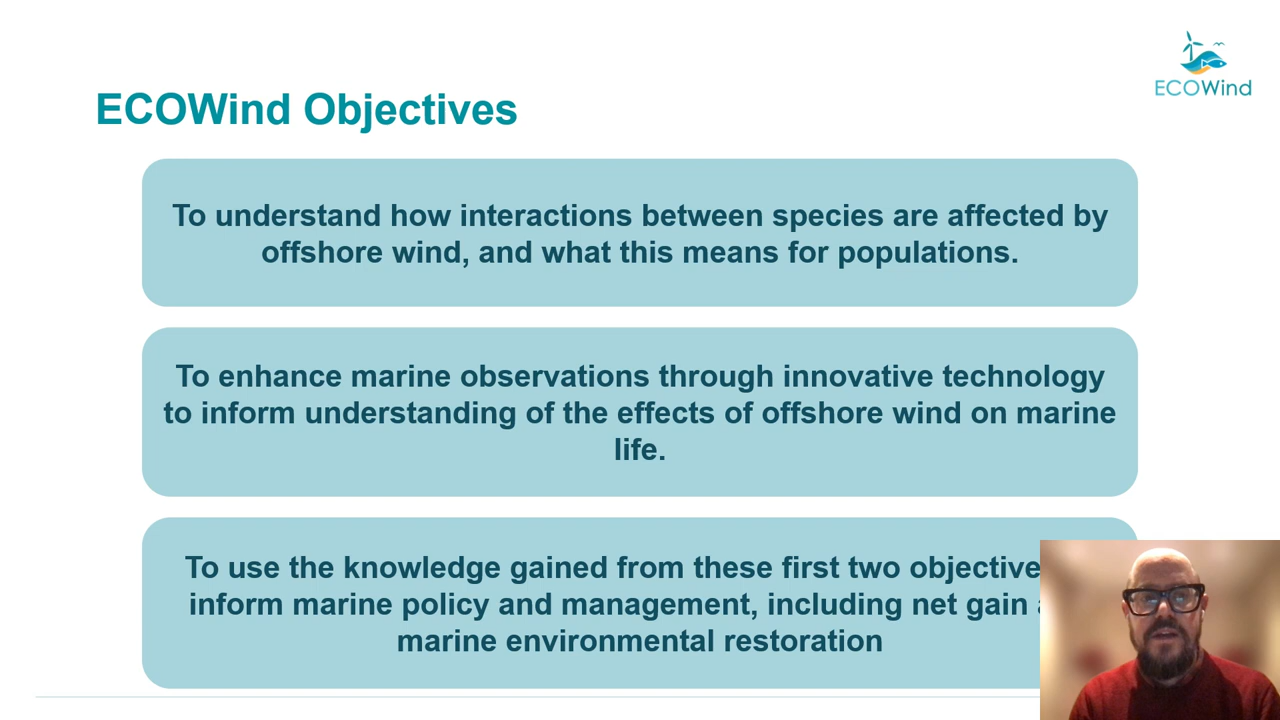 ECOWind
ECOWind Objectives
To understand how interactions between species are affected by
offshore wind, and what this means for populations.
To enhance marine observations through innovative technology
to inform understanding of the effects of offshore wind on marine
life.
To use the knowledge gained from these first two
inform marine policy and management, including net gain
marine environmental restoration